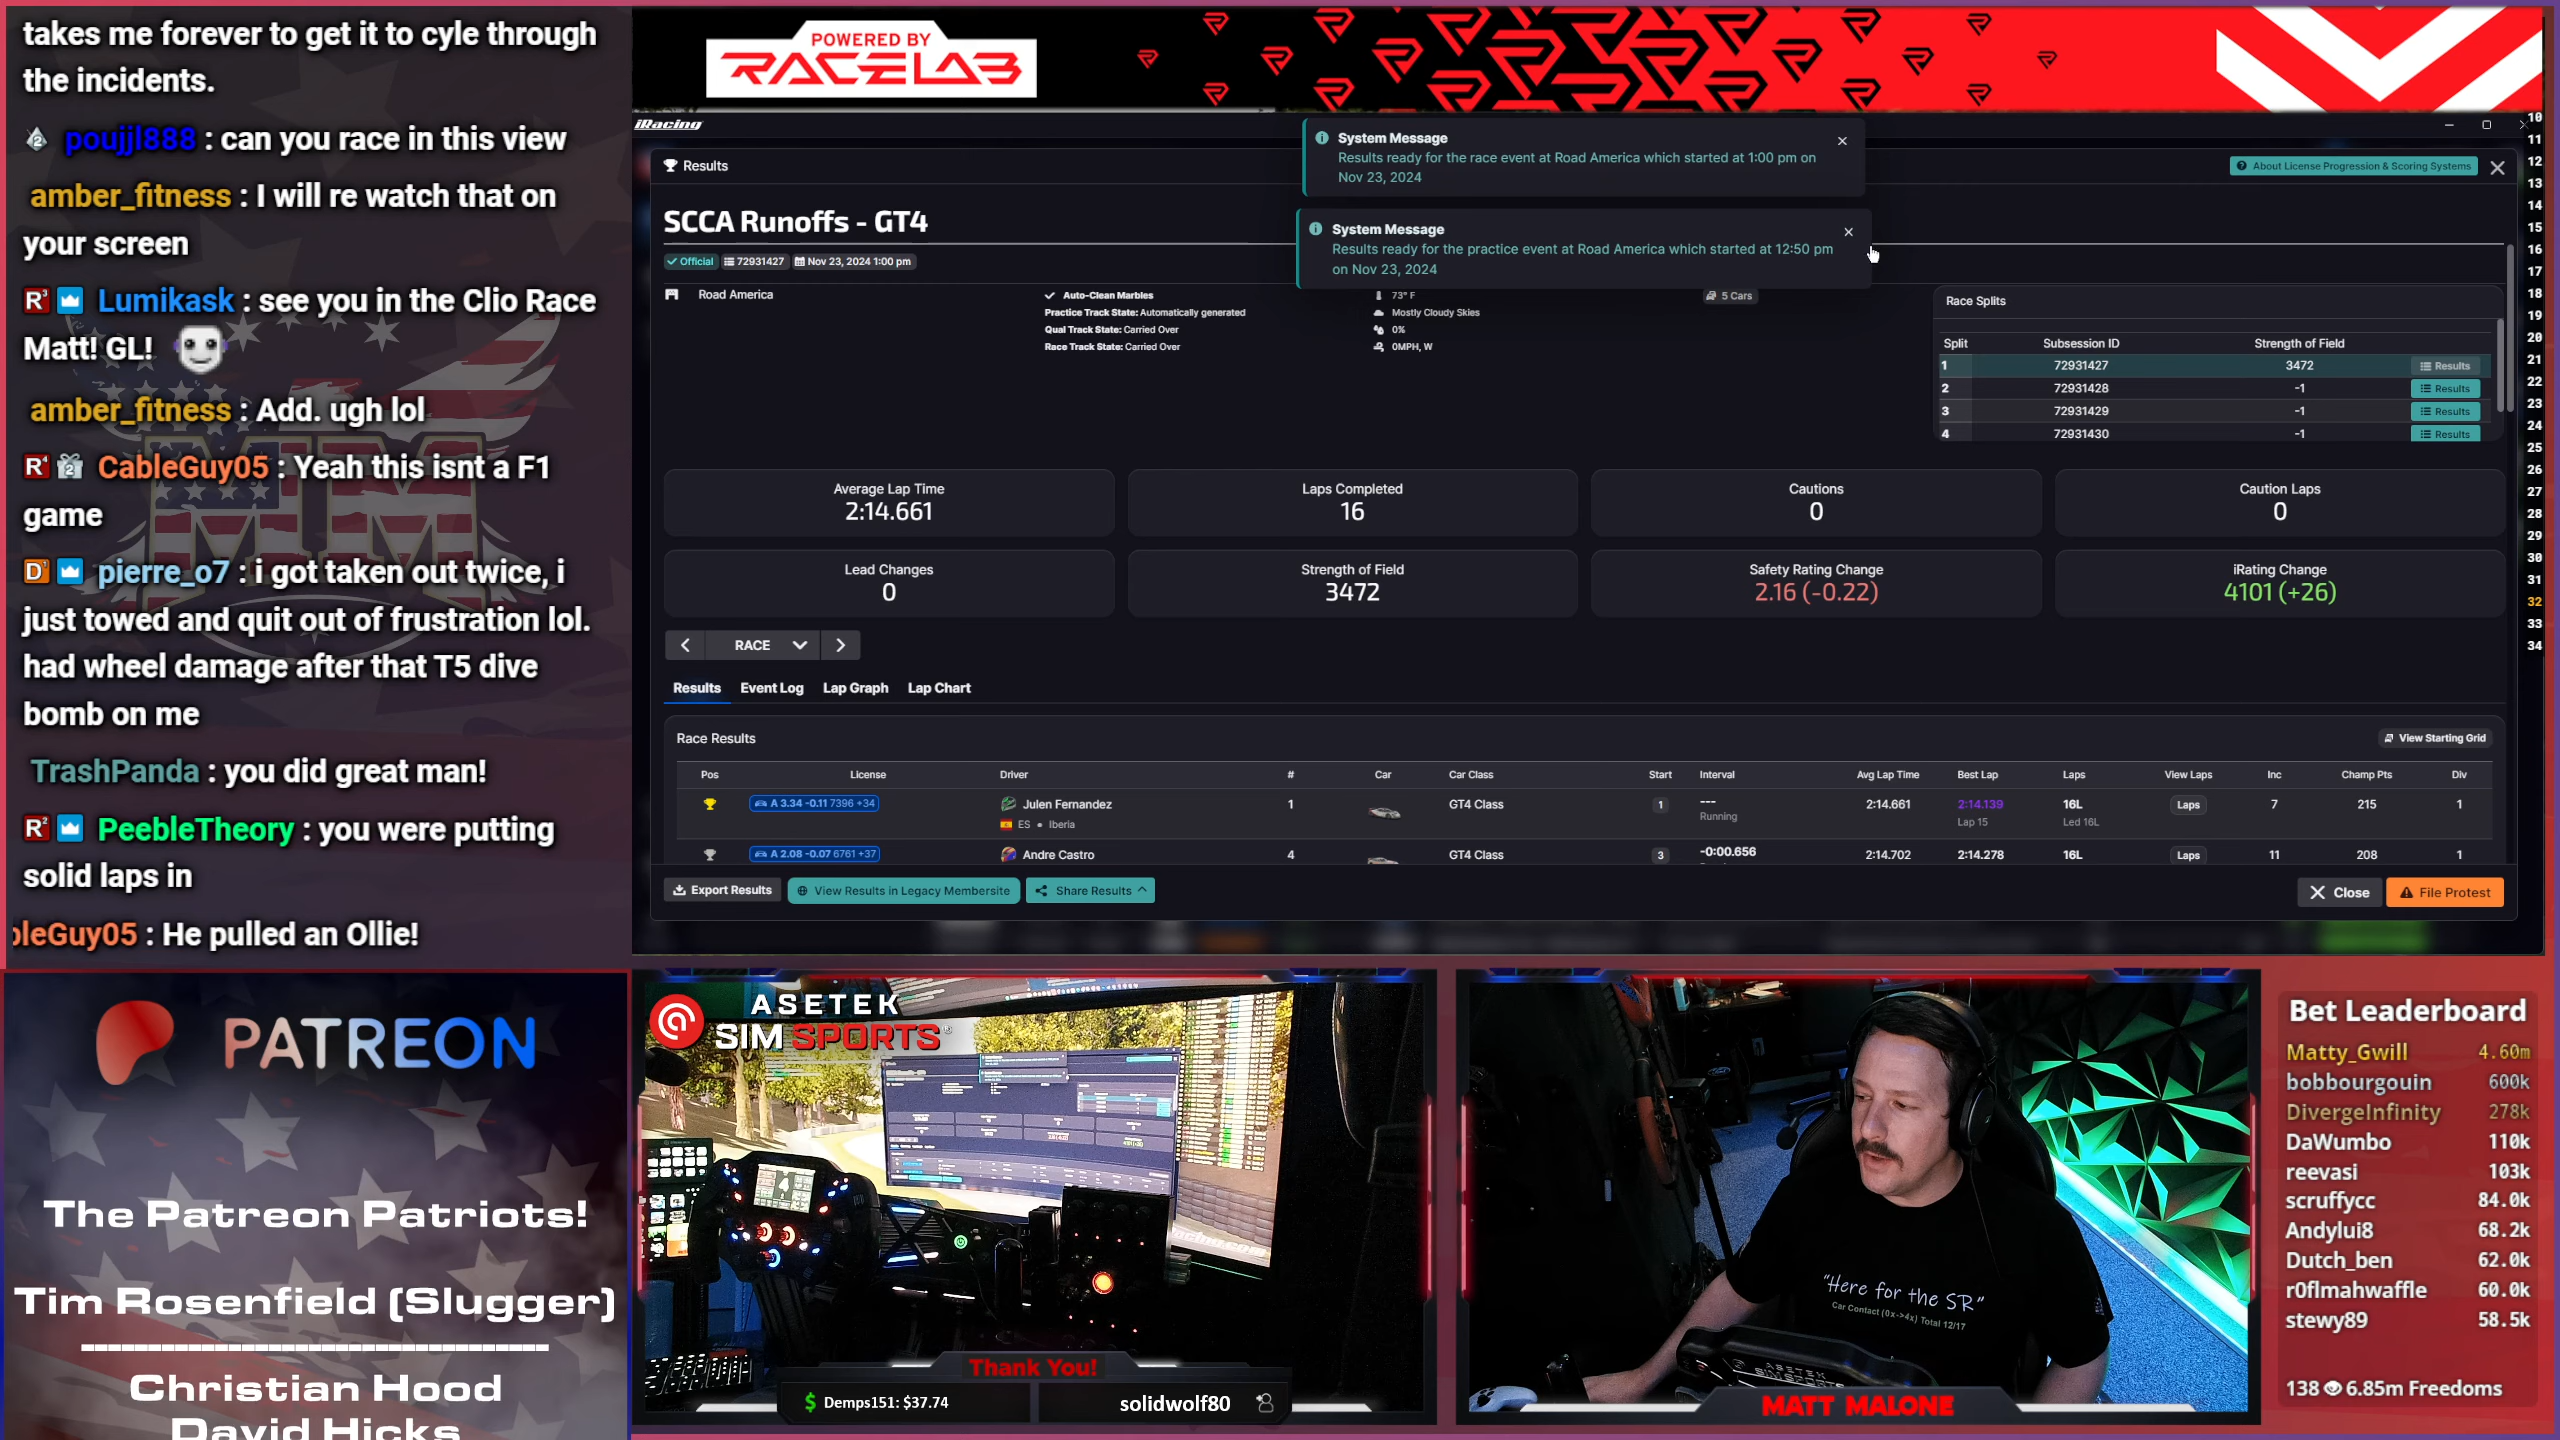 takes me forever to get it to cyle through
the incidents.
poujjl888 : can you race in this view
amber_fitness : I will re watch that on
your screen
Lumikask : see you in the Clio Race
Matt! GL!
amber_fitness : Add. ugh lol
CableGuy05 : Yeah this isnt a F1
game
pierre_o7 : i got taken out twice, i
just towed and quit out of frustration lol.
had wheel damage after that T5 dive
bomb on me
TrashPanda : you did great man!
PeebleTheory : you were putting
solid laps in
leGuy05 : He pulled an Ollie!
POWERED BY
RACELAB
iRacing
Results
System Message
Results ready for the race event at Road America which started at 1:00 pm on
Nov 23, 2024
System Message
Results ready for the practice event at Road America which started at 12:50 pm
on Nov 23, 2024
About License Progression & Scoring Systems
SCCA Runoffs - GT4
Official 72931427 Nov 23, 2024 1:00 pm
Road America
Auto-Clean Marbles
Practice Track State: Automatically generated
Qual Track State: Carried Over
Race Track State: Carried Over
73° F
Mostly Cloudy Skies
0%
0MPH, W
5 Cars
Race Splits
Split Subsession ID Strength of Field
1 72931427 3472 Results
2 72931428 -1 Results
3 72931429 -1 Results
4 72931430 -1 Results
Average Lap Time
2:14.661
Laps Completed
16
Cautions
0
Caution Laps
0
Lead Changes
0
Strength of Field
3472
Safety Rating Change
2.16 (-0.22)
iRating Change
4101 (+26)
RACE
Results Event Log Lap Graph Lap Chart
Race Results
View Starting Grid
Pos License Driver # Car Car Class Start Interval Avg Lap Time Best Lap Laps View Laps Inc Champ Pts Div
A 3.34 -0.11 7396 +34 Julen Fernandez 1 GT4 Class 1 --- 2:14.661 2:14.139 16L Laps 7 215 1
ES • Iberia Running Lap 15 Led 16L
A 2.08 -0.07 6761 +37 Andre Castro 4 GT4 Class 3 -0:00.656 2:14.702 2:14.278 16L Laps 11 208 1
Export Results View Results in Legacy Membersite Share Results
Close File Protest
10
11
12
13
14
15
16
17
18
19
20
21
22
23
24
25
26
27
28
29
30
31
32
33
34
PATREON
The Patreon Patriots!
Tim Rosenfield (Slugger)
Christian Hood
David Hicks
ASETEK
SIM SPORTS
Thank You!
$ Demps151: $37.74
solidwolf80
"Here for the SR"
Car Contact (0x->4x) Total 12/17
ASETEK
MATT MALONE
Bet Leaderboard
Matty_Gwill 4.60m
bobbourgouin 600k
DivergeInfinity 278k
DaWumbo 110k
reevasi 103k
scruffycc 84.0k
Andylui8 68.2k
Dutch_ben 62.0k
r0flmahwaffle 60.0k
stewy89 58.5k
138 6.85m Freedoms